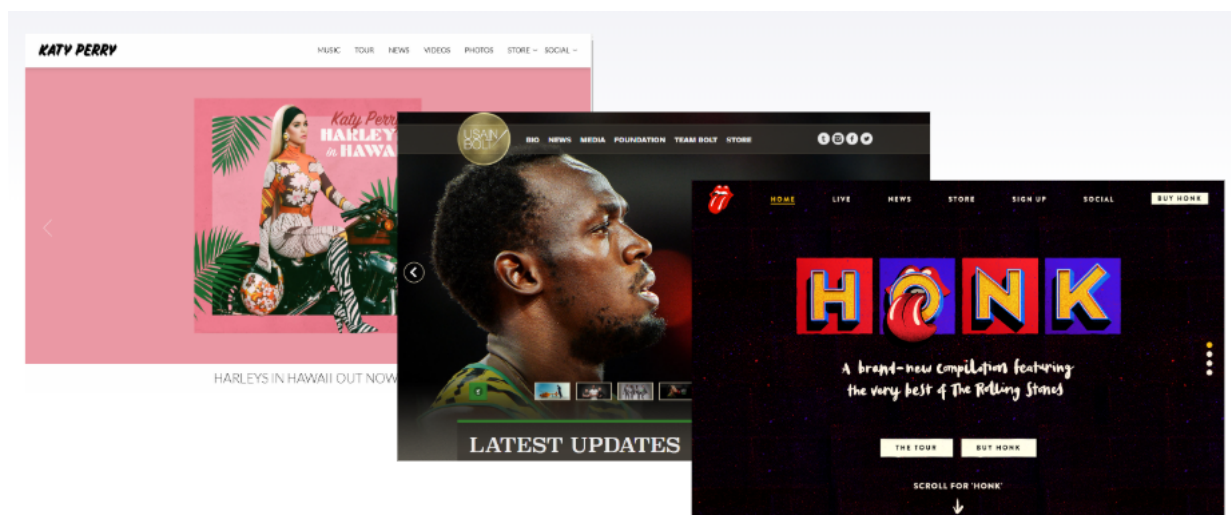 KATY PERRY
MUSIC TOUR NEWS VIDEOS PHOTOS STORE SOCIAL
Katy Perry
HARLEY
in HAWA
HARLEYS IN HAWAII OUT NOW
USAIN
BOLT
BIO NEWS MEDIA FOUNDATION TEAM BOLT STORE
LATEST UPDATES
HOME LIVE NEWS STORE SIGN UP SOCIAL BUY HONK
HONK
A brand-new compilation featuring
the very best of The Rolling Stones
THE TOUR BUY HONK
SCROLL FOR 'HONK'